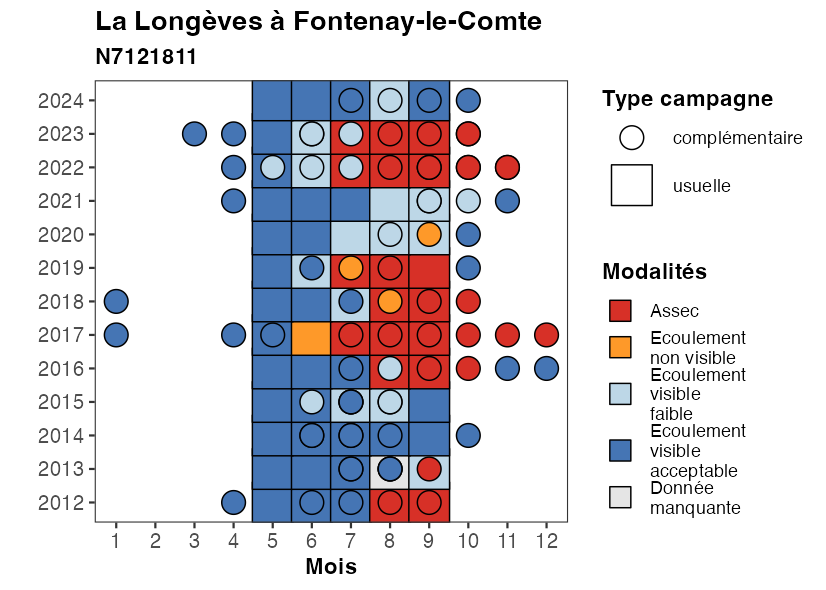 La Longèves à Fontenay-le-Comte
N7121811
2024
2023
2022
2021
2020
2019
2018
2017
2016
2015
2014
2013
2012
1 2 3 4 5 6 7 8 9 10 11 12
Mois
Type campagne
complémentaire
usuelle
Modalités
Assec
Ecoulement
non visible
Ecoulement
visible
faible
Ecoulement
visible
acceptable
Donnée
manquante